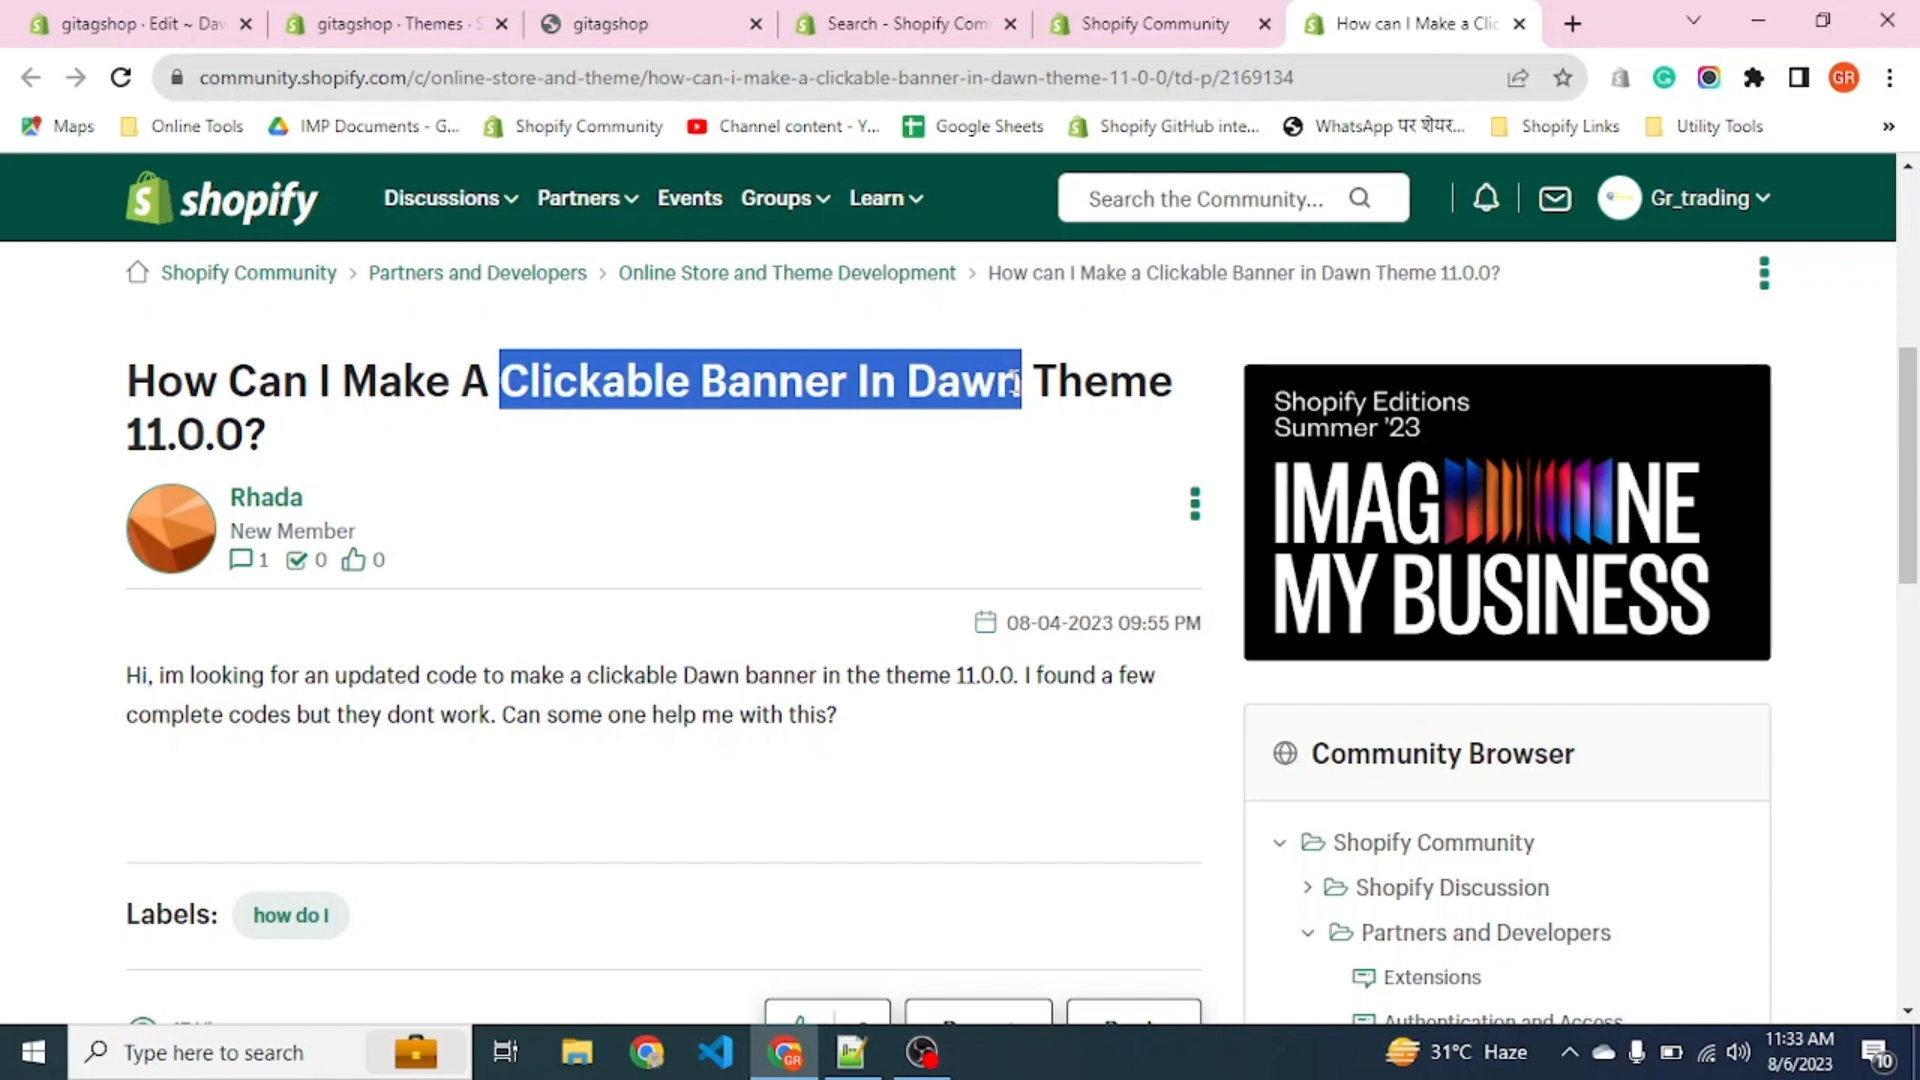 gitagshop · Edit ~ Daw
gitagshop · Themes · S
gitagshop
Search - Shopify Com
Shopify Community
How can I Make a Clic
community.shopify.com/c/online-store-and-theme/how-can-i-make-a-clickable-banner-in-dawn-theme-11-0-0/td-p/2169134
GR
Maps
Online Tools
IMP Documents - G...
Shopify Community
Channel content - Y...
Google Sheets
Shopify GitHub inte...
WhatsApp पर शेयर...
Shopify Links
Utility Tools
»
shopify
Discussions
Partners
Events
Groups
Learn
Search the Community...
Gr_trading
Shopify Community > Partners and Developers > Online Store and Theme Development > How can I Make a Clickable Banner in Dawn Theme 11.0.0?
How Can I Make A Clickable Banner In Dawn Theme
11.0.0?
Rhada
New Member
1 0 0
08-04-2023 09:55 PM
Hi, im looking for an updated code to make a clickable Dawn banner in the theme 11.0.0. I found a few
complete codes but they dont work. Can some one help me with this?
Labels: how do I
Shopify Editions
Summer '23
IMAGINE
MY BUSINESS
Community Browser
Shopify Community
Shopify Discussion
Partners and Developers
Extensions
Authentication and Access
Type here to search
GR
31°C Haze
11:33 AM
8/6/2023
10